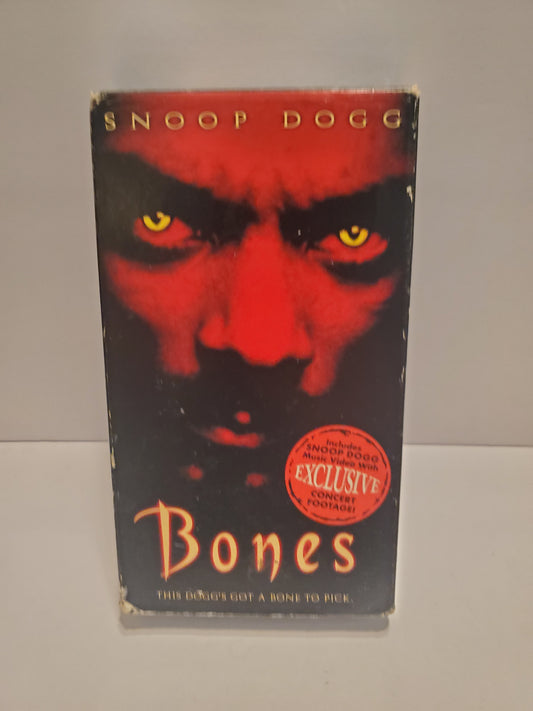 SNOOP DOGG
Includes
SNOOP DOGG
Music Video With
EXCLUSIVE
CONCERT
FOOTAGE!
Bones
THIS DOGG'S GOT A BONE TO PICK.